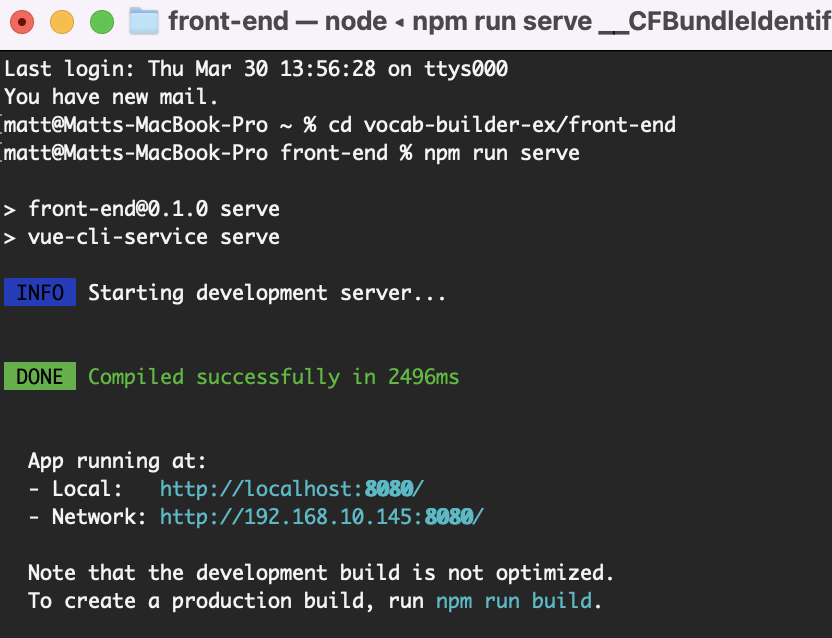 front-end — node ◂ npm run serve __CFBundleIdentif
Last login: Thu Mar 30 13:56:28 on ttys000
You have new mail.
[matt@Matts-MacBook-Pro ~ % cd vocab-builder-ex/front-end
[matt@Matts-MacBook-Pro front-end % npm run serve
> front-end@0.1.0 serve
> vue-cli-service serve
INFO Starting development server...
DONE Compiled successfully in 2496ms
App running at:
- Local: http://localhost:8080/
- Network: http://192.168.10.145:8080/
Note that the development build is not optimized.
To create a production build, run npm run build.